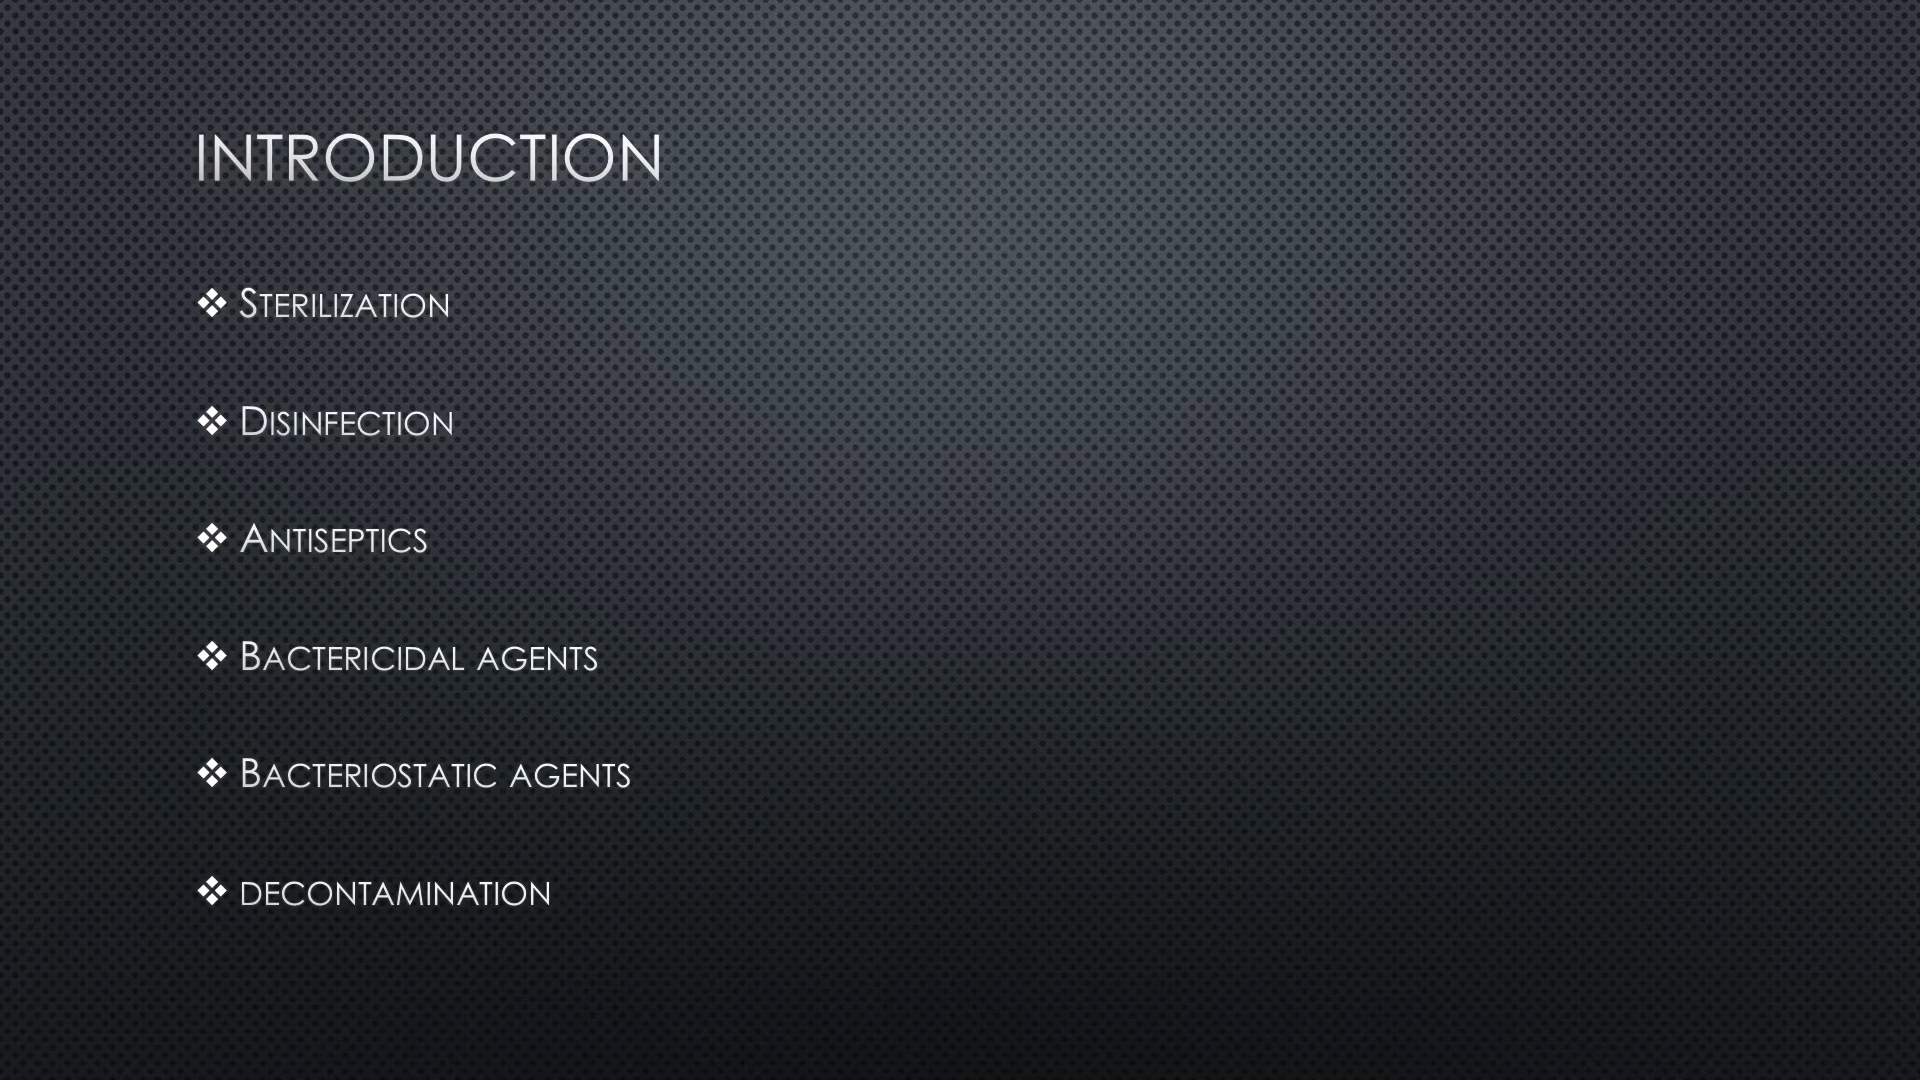 INTRODUCTION
❖ Sterilization
❖ Disinfection
❖ Antiseptics
❖ Bactericidal agents
❖ Bacteriostatic agents
❖ decontamination